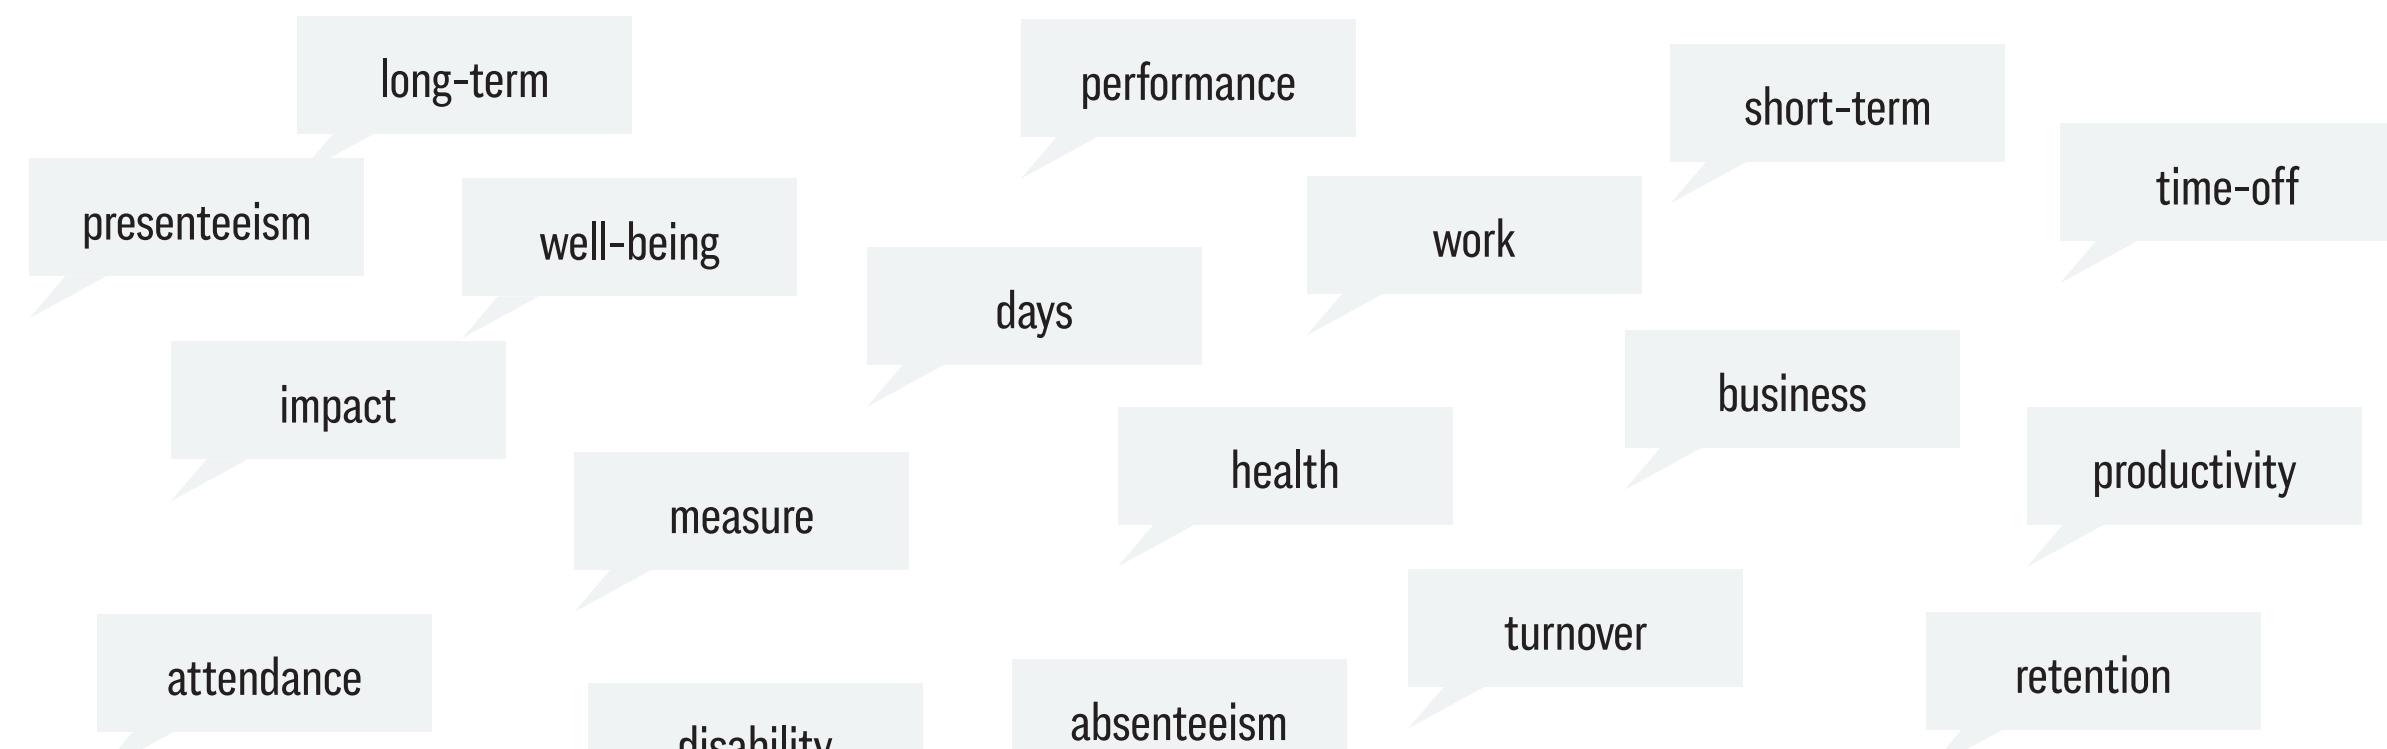 long-term
performance
short-term
time-off
presenteeism
well-being
work
days
impact
business
health
productivity
measure
turnover
attendance
retention
absenteeism
disability